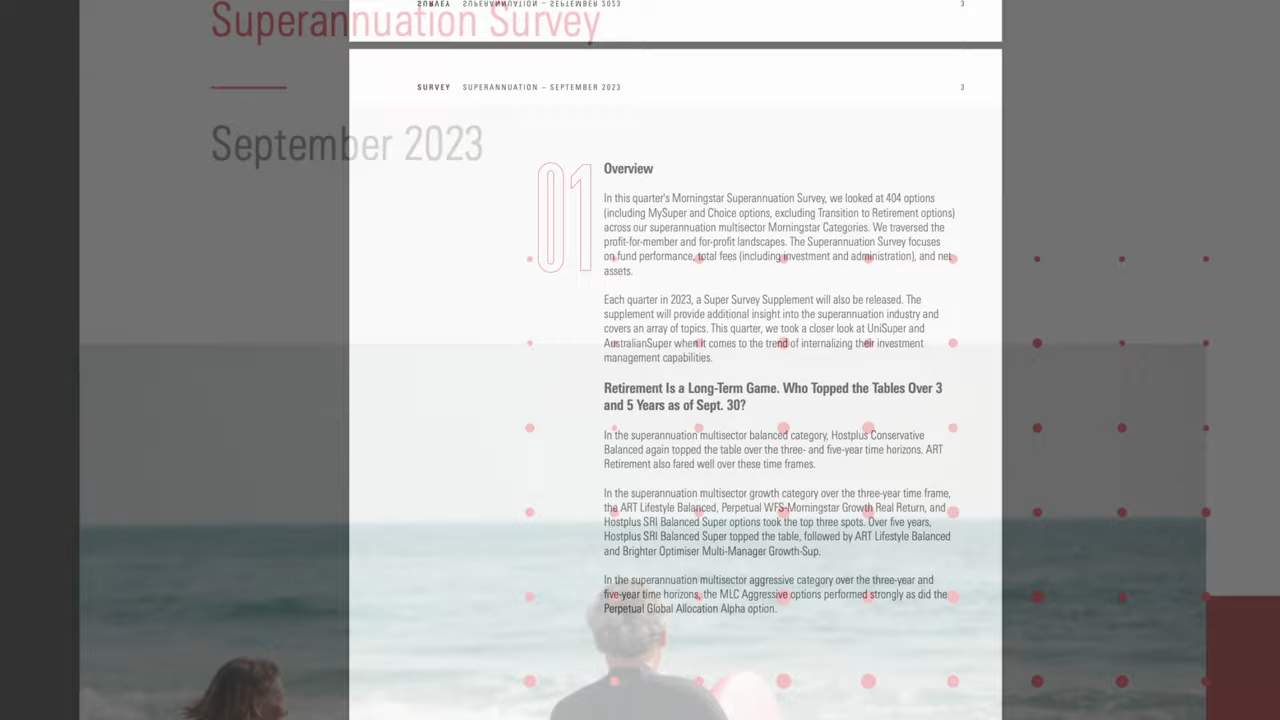 Superannuation Survey
September 2023
SURVEY SUPERANNUATION – SEPTEMBER 2023 3
SURVEY SUPERANNUATION – SEPTEMBER 2023 3
01
Overview
In this quarter's Morningstar Superannuation Survey, we looked at 404 options
(including MySuper and Choice options, excluding Transition to Retirement options)
across our superannuation multisector Morningstar Categories. We traversed the
profit-for-member and for-profit landscapes. The Superannuation Survey focuses
on fund performance, total fees (including investment and administration), and net
assets.
Each quarter in 2023, a Super Survey Supplement will also be released. The
supplement will provide additional insight into the superannuation industry and
covers an array of topics. This quarter, we took a closer look at UniSuper and
AustralianSuper when it comes to the trend of internalizing their investment
management capabilities.
Retirement Is a Long-Term Game. Who Topped the Tables Over 3
and 5 Years as of Sept. 30?
In the superannuation multisector balanced category, Hostplus Conservative
Balanced again topped the table over the three- and five-year time horizons. ART
Retirement also fared well over these time frames.
In the superannuation multisector growth category over the three-year time frame,
the ART Lifestyle Balanced, Perpetual WFS-Morningstar Growth Real Return, and
Hostplus SRI Balanced Super options took the top three spots. Over five years,
Hostplus SRI Balanced Super topped the table, followed by ART Lifestyle Balanced
and Brighter Optimiser Multi-Manager Growth-Sup.
In the superannuation multisector aggressive category over the three-year and
five-year time horizons, the MLC Aggressive options performed strongly as did the
Perpetual Global Allocation Alpha option.